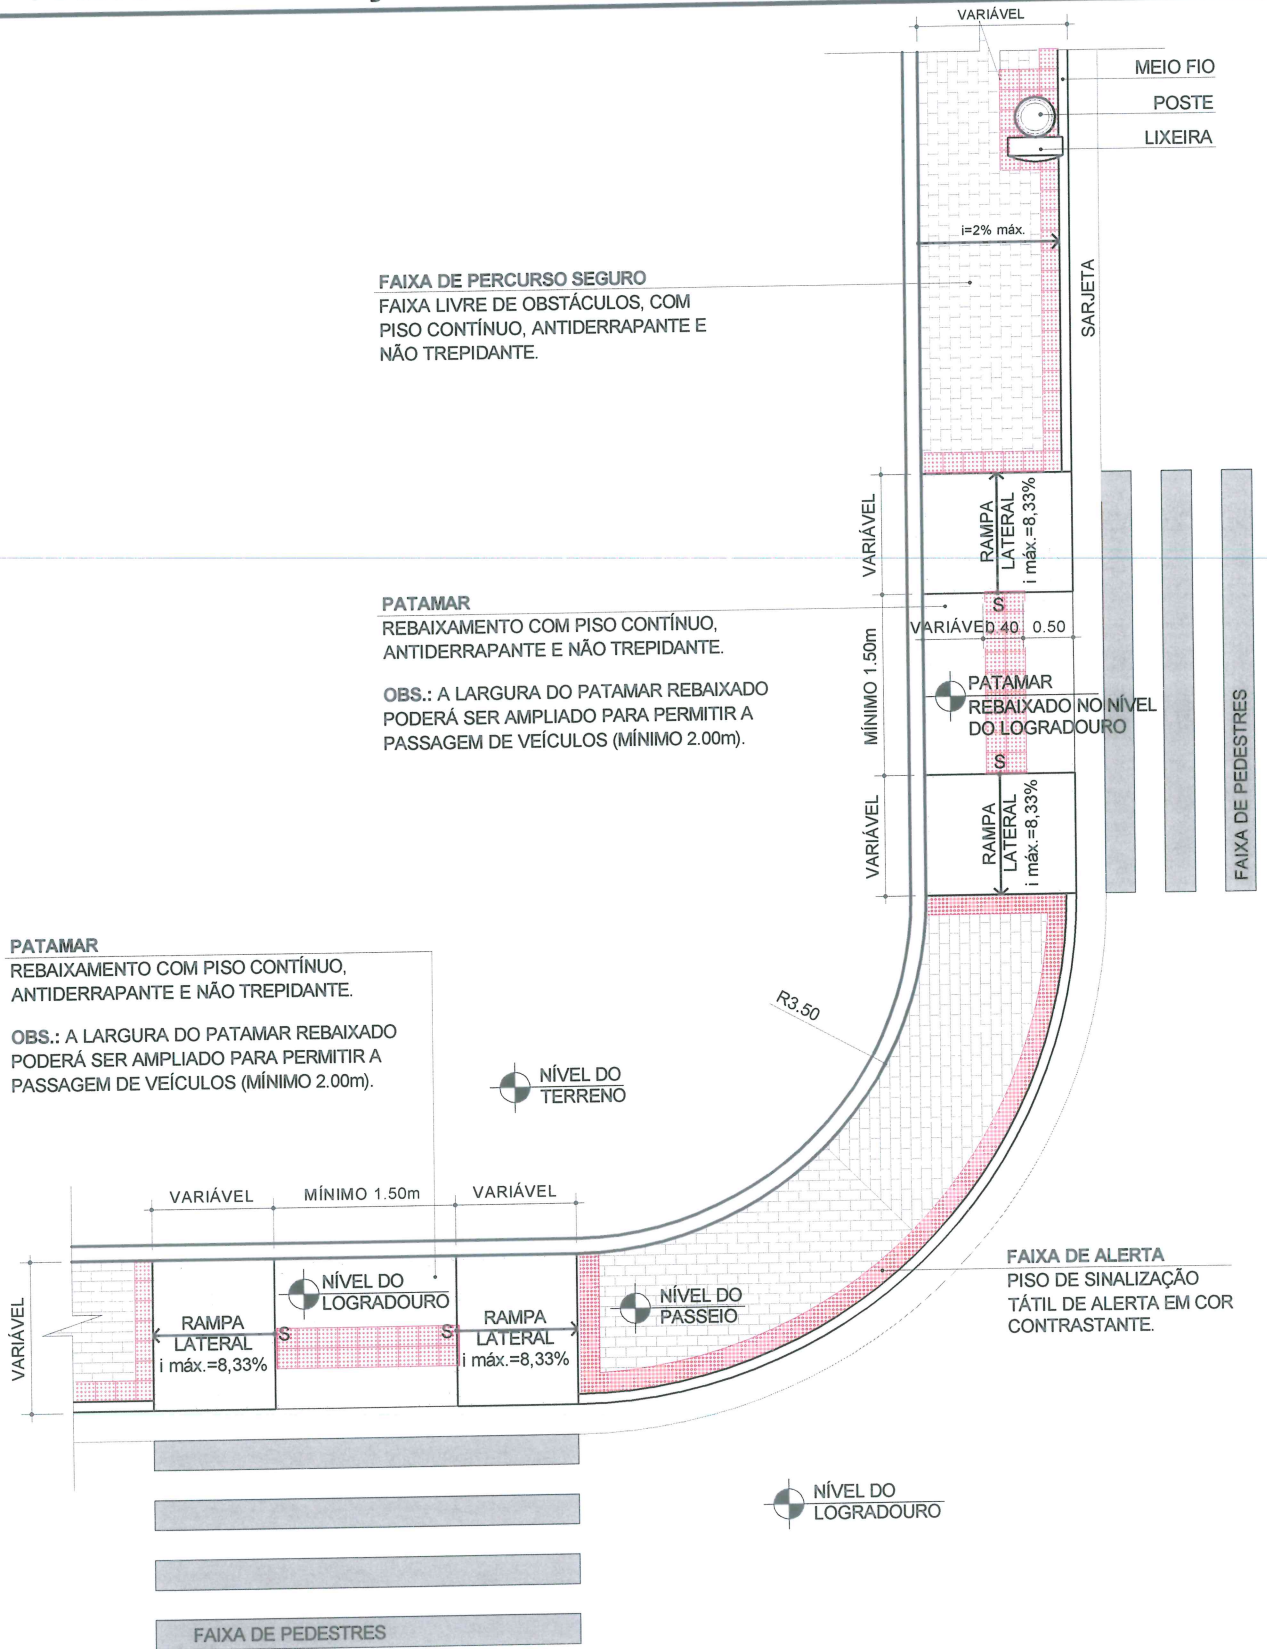 VARIÁVEL
MEIO FIO
POSTE
LIXEIRA
i=2% máx.
SARJETA
FAIXA DE PERCURSO SEGURO
FAIXA LIVRE DE OBSTÁCULOS, COM
PISO CONTÍNUO, ANTIDERRAPANTE E
NÃO TREPIDANTE.
VARIÁVEL
RAMPA
LATERAL
i máx.=8,33%
PATAMAR
REBAIXAMENTO COM PISO CONTÍNUO,
ANTIDERRAPANTE E NÃO TREPIDANTE.
OBS.: A LARGURA DO PATAMAR REBAIXADO
PODERÁ SER AMPLIADO PARA PERMITIR A
PASSAGEM DE VEÍCULOS (MÍNIMO 2.00m).
MÍNIMO 1.50m
S
VARIÁVEL 0.40 0.50
PATAMAR
REBAIXADO NO NÍVEL
DO LOGRADOURO
S
FAIXA DE PEDESTRES
VARIÁVEL
RAMPA
LATERAL
i máx.=8,33%
PATAMAR
REBAIXAMENTO COM PISO CONTÍNUO,
ANTIDERRAPANTE E NÃO TREPIDANTE.
OBS.: A LARGURA DO PATAMAR REBAIXADO
PODERÁ SER AMPLIADO PARA PERMITIR A
PASSAGEM DE VEÍCULOS (MÍNIMO 2.00m).
R3.50
NÍVEL DO
TERRENO
VARIÁVEL
MÍNIMO 1.50m
VARIÁVEL
VARIÁVEL
RAMPA
LATERAL
i máx.=8,33%
NÍVEL DO
LOGRADOURO
S
S
RAMPA
LATERAL
i máx.=8,33%
NÍVEL DO
PASSEIO
FAIXA DE ALERTA
PISO DE SINALIZAÇÃO
TÁTIL DE ALERTA EM COR
CONTRASTANTE.
NÍVEL DO
LOGRADOURO
FAIXA DE PEDESTRES